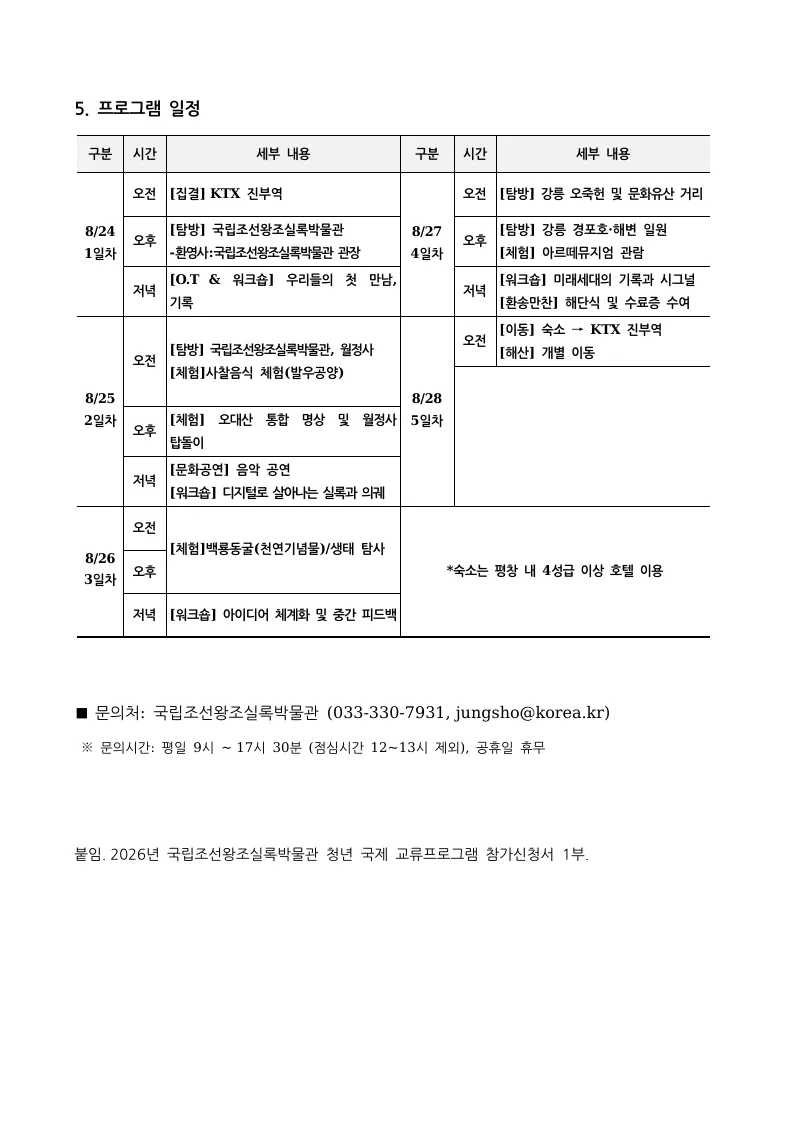 5. 프로그램 일정
구분 시간 세부 내용 구분 시간 세부 내용
8/24
1일차
오전 [집결] KTX 진부역
오후 [탐방] 국립조선왕조실록박물관
-환영사:국립조선왕조실록박물관 관장
저녁 [O.T & 워크숍] 우리들의 첫 만남,
기록
8/27
4일차
오전 [탐방] 강릉 오죽헌 및 문화유산 거리
오후 [탐방] 강릉 경포호·해변 일원
[체험] 아르떼뮤지엄 관람
저녁 [워크숍] 미래세대의 기록과 시그널
[환송만찬] 해단식 및 수료증 수여
8/25
2일차
오전 [탐방] 국립조선왕조실록박물관, 월정사
[체험]사찰음식 체험(발우공양)
오후 [체험] 오대산 통합 명상 및 월정사
탑돌이
저녁 [문화공연] 음악 공연
[워크숍] 디지털로 살아나는 실록과 의궤
8/28
5일차
오전 [이동] 숙소 → KTX 진부역
[해산] 개별 이동
8/26
3일차
오전
오후
[체험]백룡동굴(천연기념물)/생태 탐사
저녁 [워크숍] 아이디어 체계화 및 중간 피드백
*숙소는 평창 내 4성급 이상 호텔 이용
■ 문의처: 국립조선왕조실록박물관 (033-330-7931, jungsho@korea.kr)
※ 문의시간: 평일 9시 ~ 17시 30분 (점심시간 12~13시 제외), 공휴일 휴무
붙임. 2026년 국립조선왕조실록박물관 청년 국제 교류프로그램 참가신청서 1부.